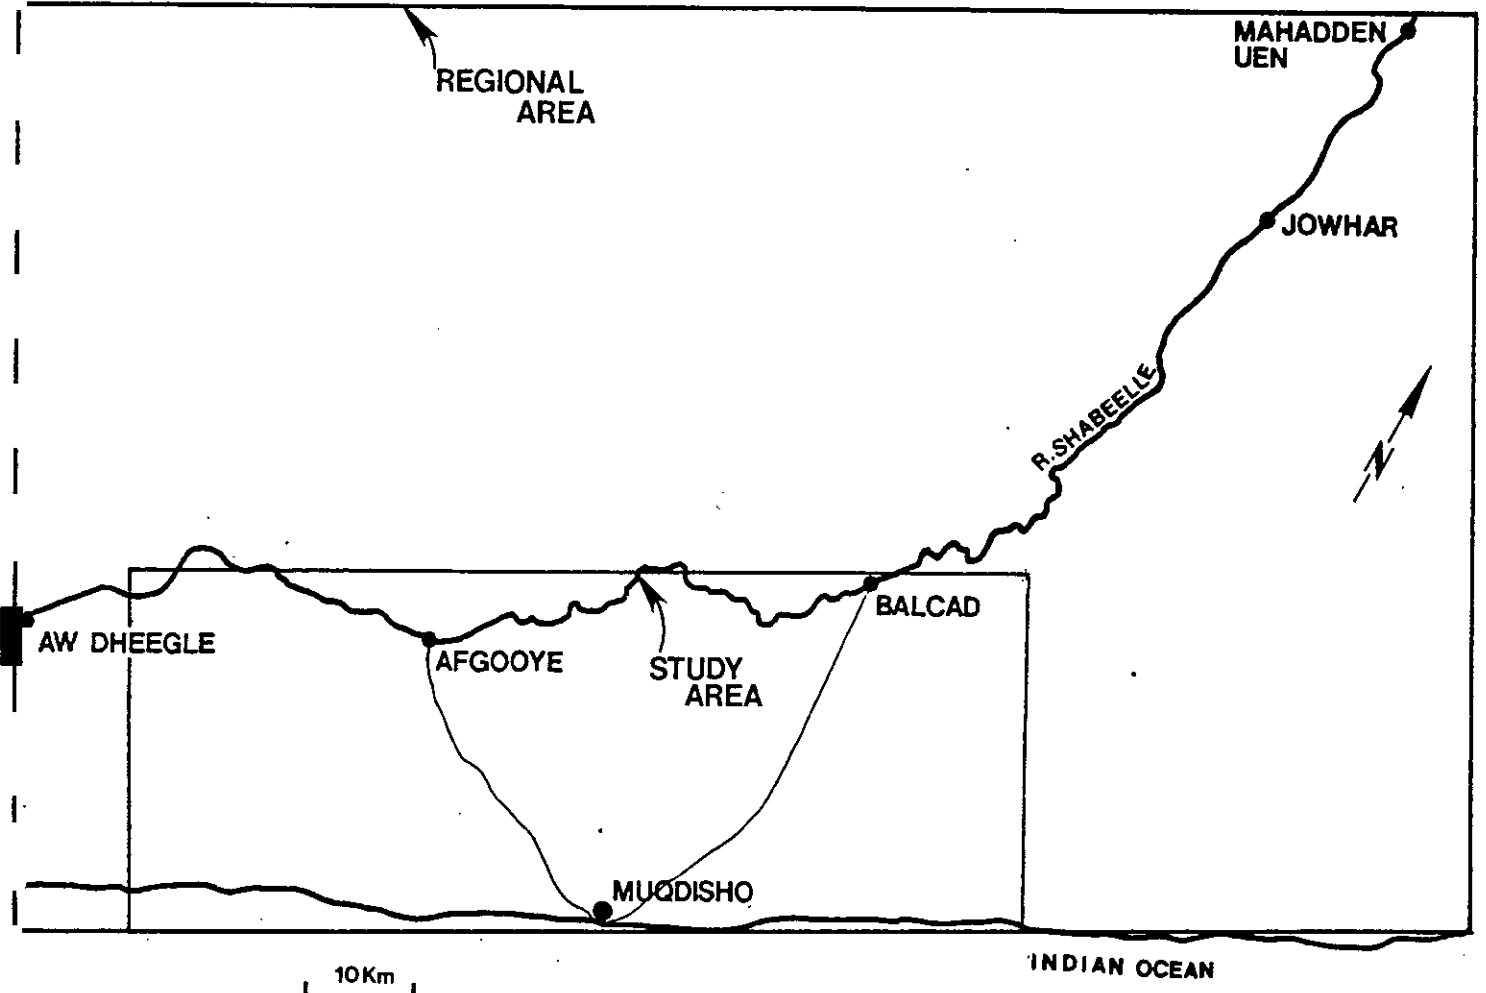 MAHADDEN
UEN
REGIONAL
AREA
JOWHAR
R.SHABEELLE
N
BALCAD
AW DHEEGLE
AFGOOYE
STUDY
AREA
MUQDISHO
INDIAN OCEAN
10Km